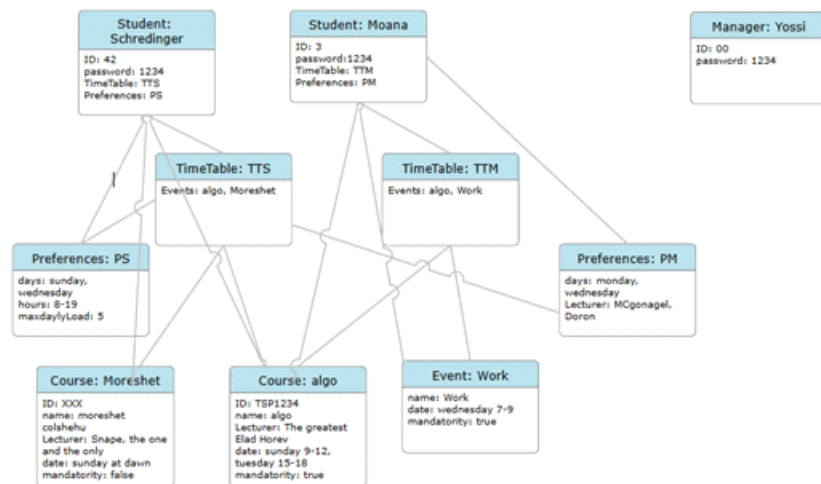 Student:
Schredinger
ID: 42
password: 1234
TimeTable: TTS
Preferences: PS
Student: Moana
ID: 3
password:1234
TimeTable: TTM
Preferences: PM
Manager: Yossi
ID: 00
password: 1234
TimeTable: TTS
Events: algo, Moreshet
TimeTable: TTM
Events: algo, Work
Preferences: PS
days: sunday,
wednesday
hours: 8-19
maxdaylyLoad: 5
Preferences: PM
days: monday,
wednesday
Lecturer: MCgonagel,
Doron
Course: Moreshet
ID: XXX
name: moreshet
colshehu
Lecturer: Snape, the one
and the only
date: sunday at dawn
mandatority: false
Course: algo
ID: TSP1234
name: algo
Lecturer: The greatest
Elad Horev
date: sunday 9-12,
tuesday 15-18
mandatority: true
Event: Work
name: Work
date: wednesday 7-9
mandatority: true